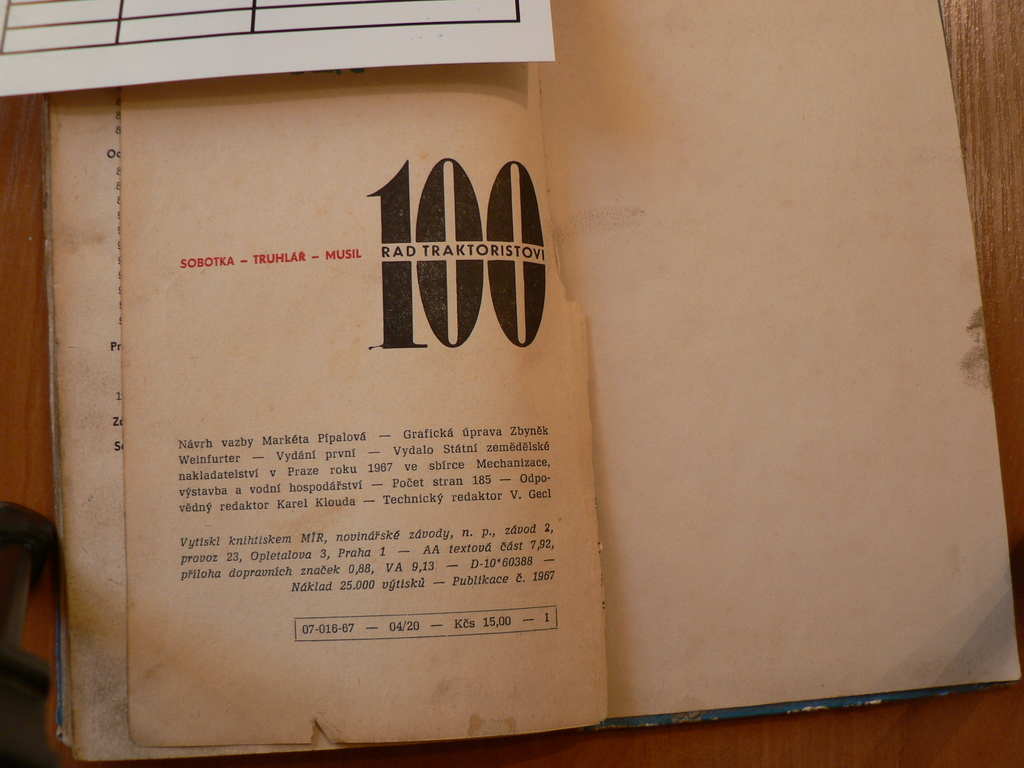 100
SOBOTKA – TRUHLÁŘ – MUSIL
RAD TRAKTORISTOVI
Návrh vazby Markéta Pípalová — Grafická úprava Zbyněk
Weinfurter — Vydání první — Vydalo Státní zemědělské
nakladatelství v Praze roku 1967 ve sbírce Mechanizace,
výstavba a vodní hospodářství — Počet stran 185 — Odpo-
vědný redaktor Karel Klouda — Technický redaktor V. Gecl
Vytiskl knihtiskem MÍR, novinářské závody, n. p., závod 2,
provoz 23, Opletalova 3, Praha 1 — AA textová část 7,92,
příloha dopravních značek 0,88, VA 9,13 — D-10*60388 —
Náklad 25.000 výtisků — Publikace č. 1967
07-016-67 — 04/20 — Kčs 15,00 — I